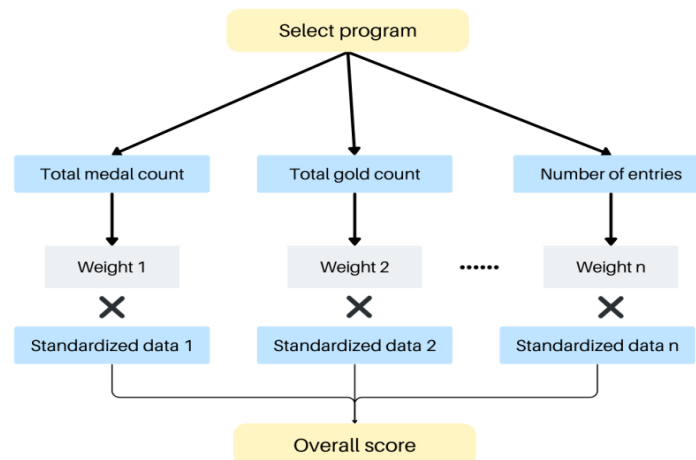 Select program
Total medal count
Total gold count
Number of entries
Weight 1
Weight 2
......
Weight n
Standardized data 1
Standardized data 2
Standardized data n
Overall score